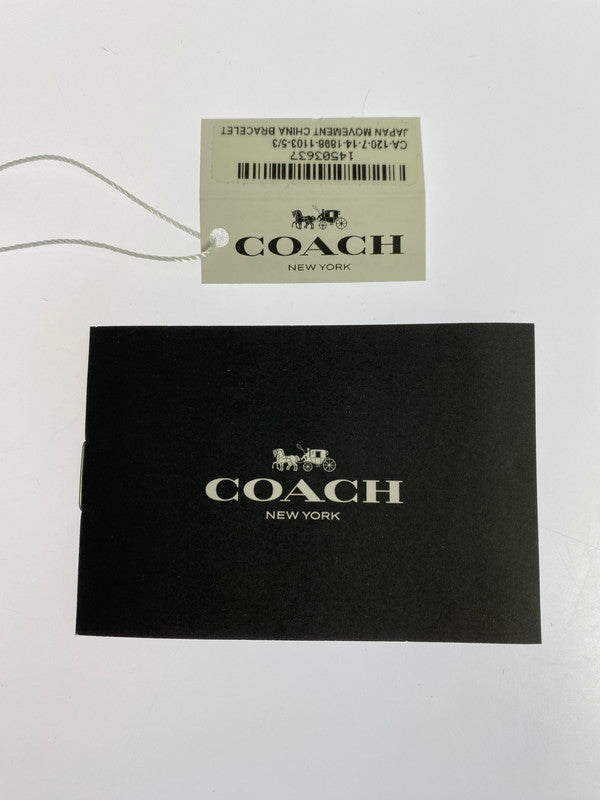 JAPAN MOVEMENT CHINA BRACELET
CA-120-7-14-1898-1103-5/3
14503637
COACH
NEW YORK
COACH
NEW YORK